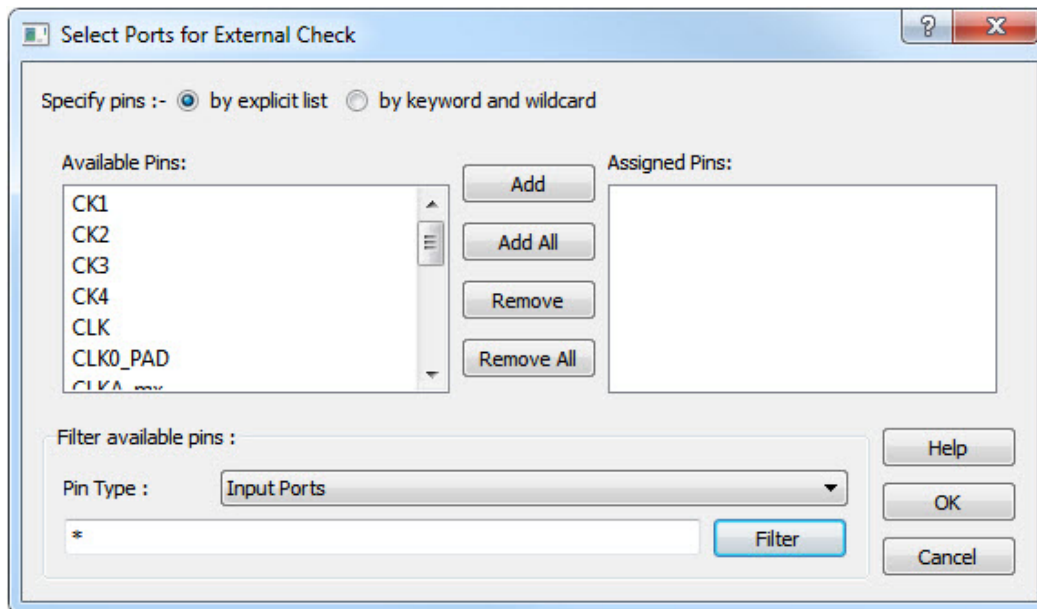 Select Ports for External Check
Specify pins :- by explicit list by keyword and wildcard
Available Pins:
CK1
CK2
CK3
CK4
CLK
CLK0_PAD
CLKA_mx
Add
Add All
Remove
Remove All
Assigned Pins:
Filter available pins :
Pin Type : Input Ports
*
Filter
Help
OK
Cancel